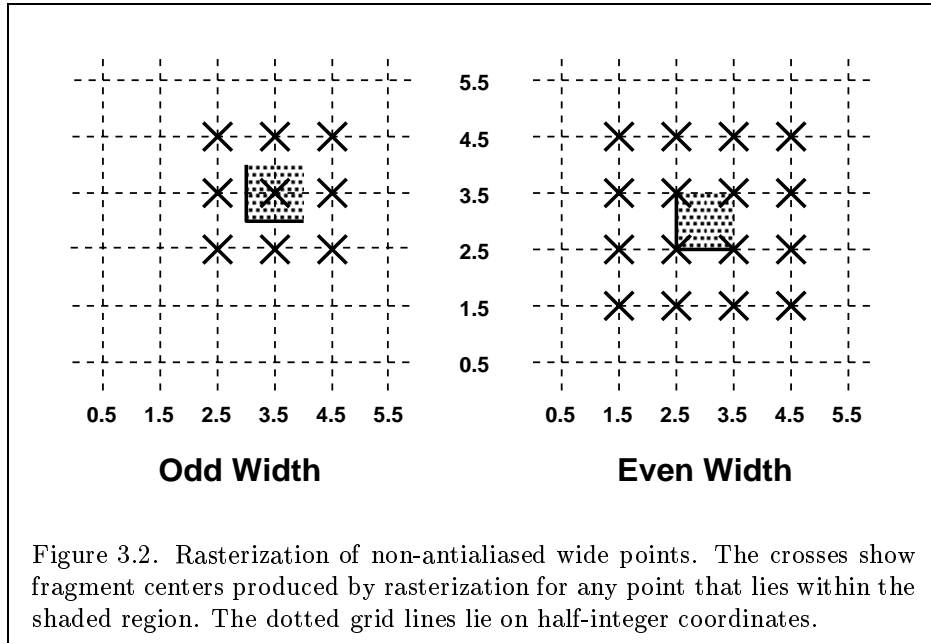 5.5
4.5
3.5
2.5
1.5
0.5
0.5 1.5 2.5 3.5 4.5 5.5
0.5 1.5 2.5 3.5 4.5 5.5
Odd Width
Even Width
Figure 3.2. Rasterization of non-antialiased wide points. The crosses show
fragment centers produced by rasterization for any point that lies within the
shaded region. The dotted grid lines lie on half-integer coordinates.